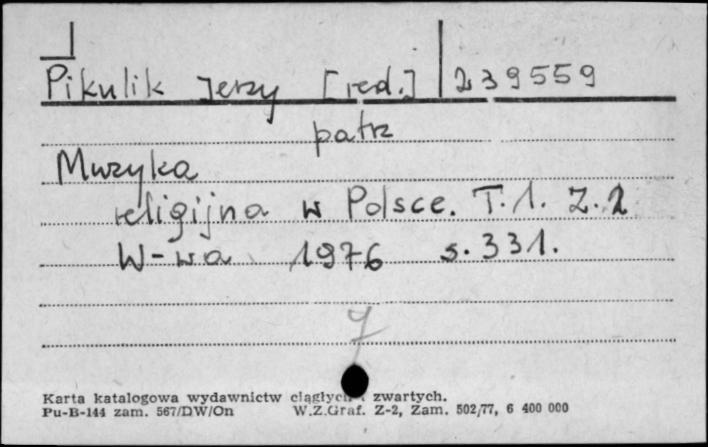 Pikulik Jerzy [red.] 239559
patrz
Muzyka
religijna w Polsce. T.1. Z.2
W-wa 1976 s.331.
7
Karta katalogowa wydawnictw ciągłych i zwartych.
Pu-B-144 zam. 567/DW/On W.Z.Graf. Z-2, Zam. 502/77, 6 400 000